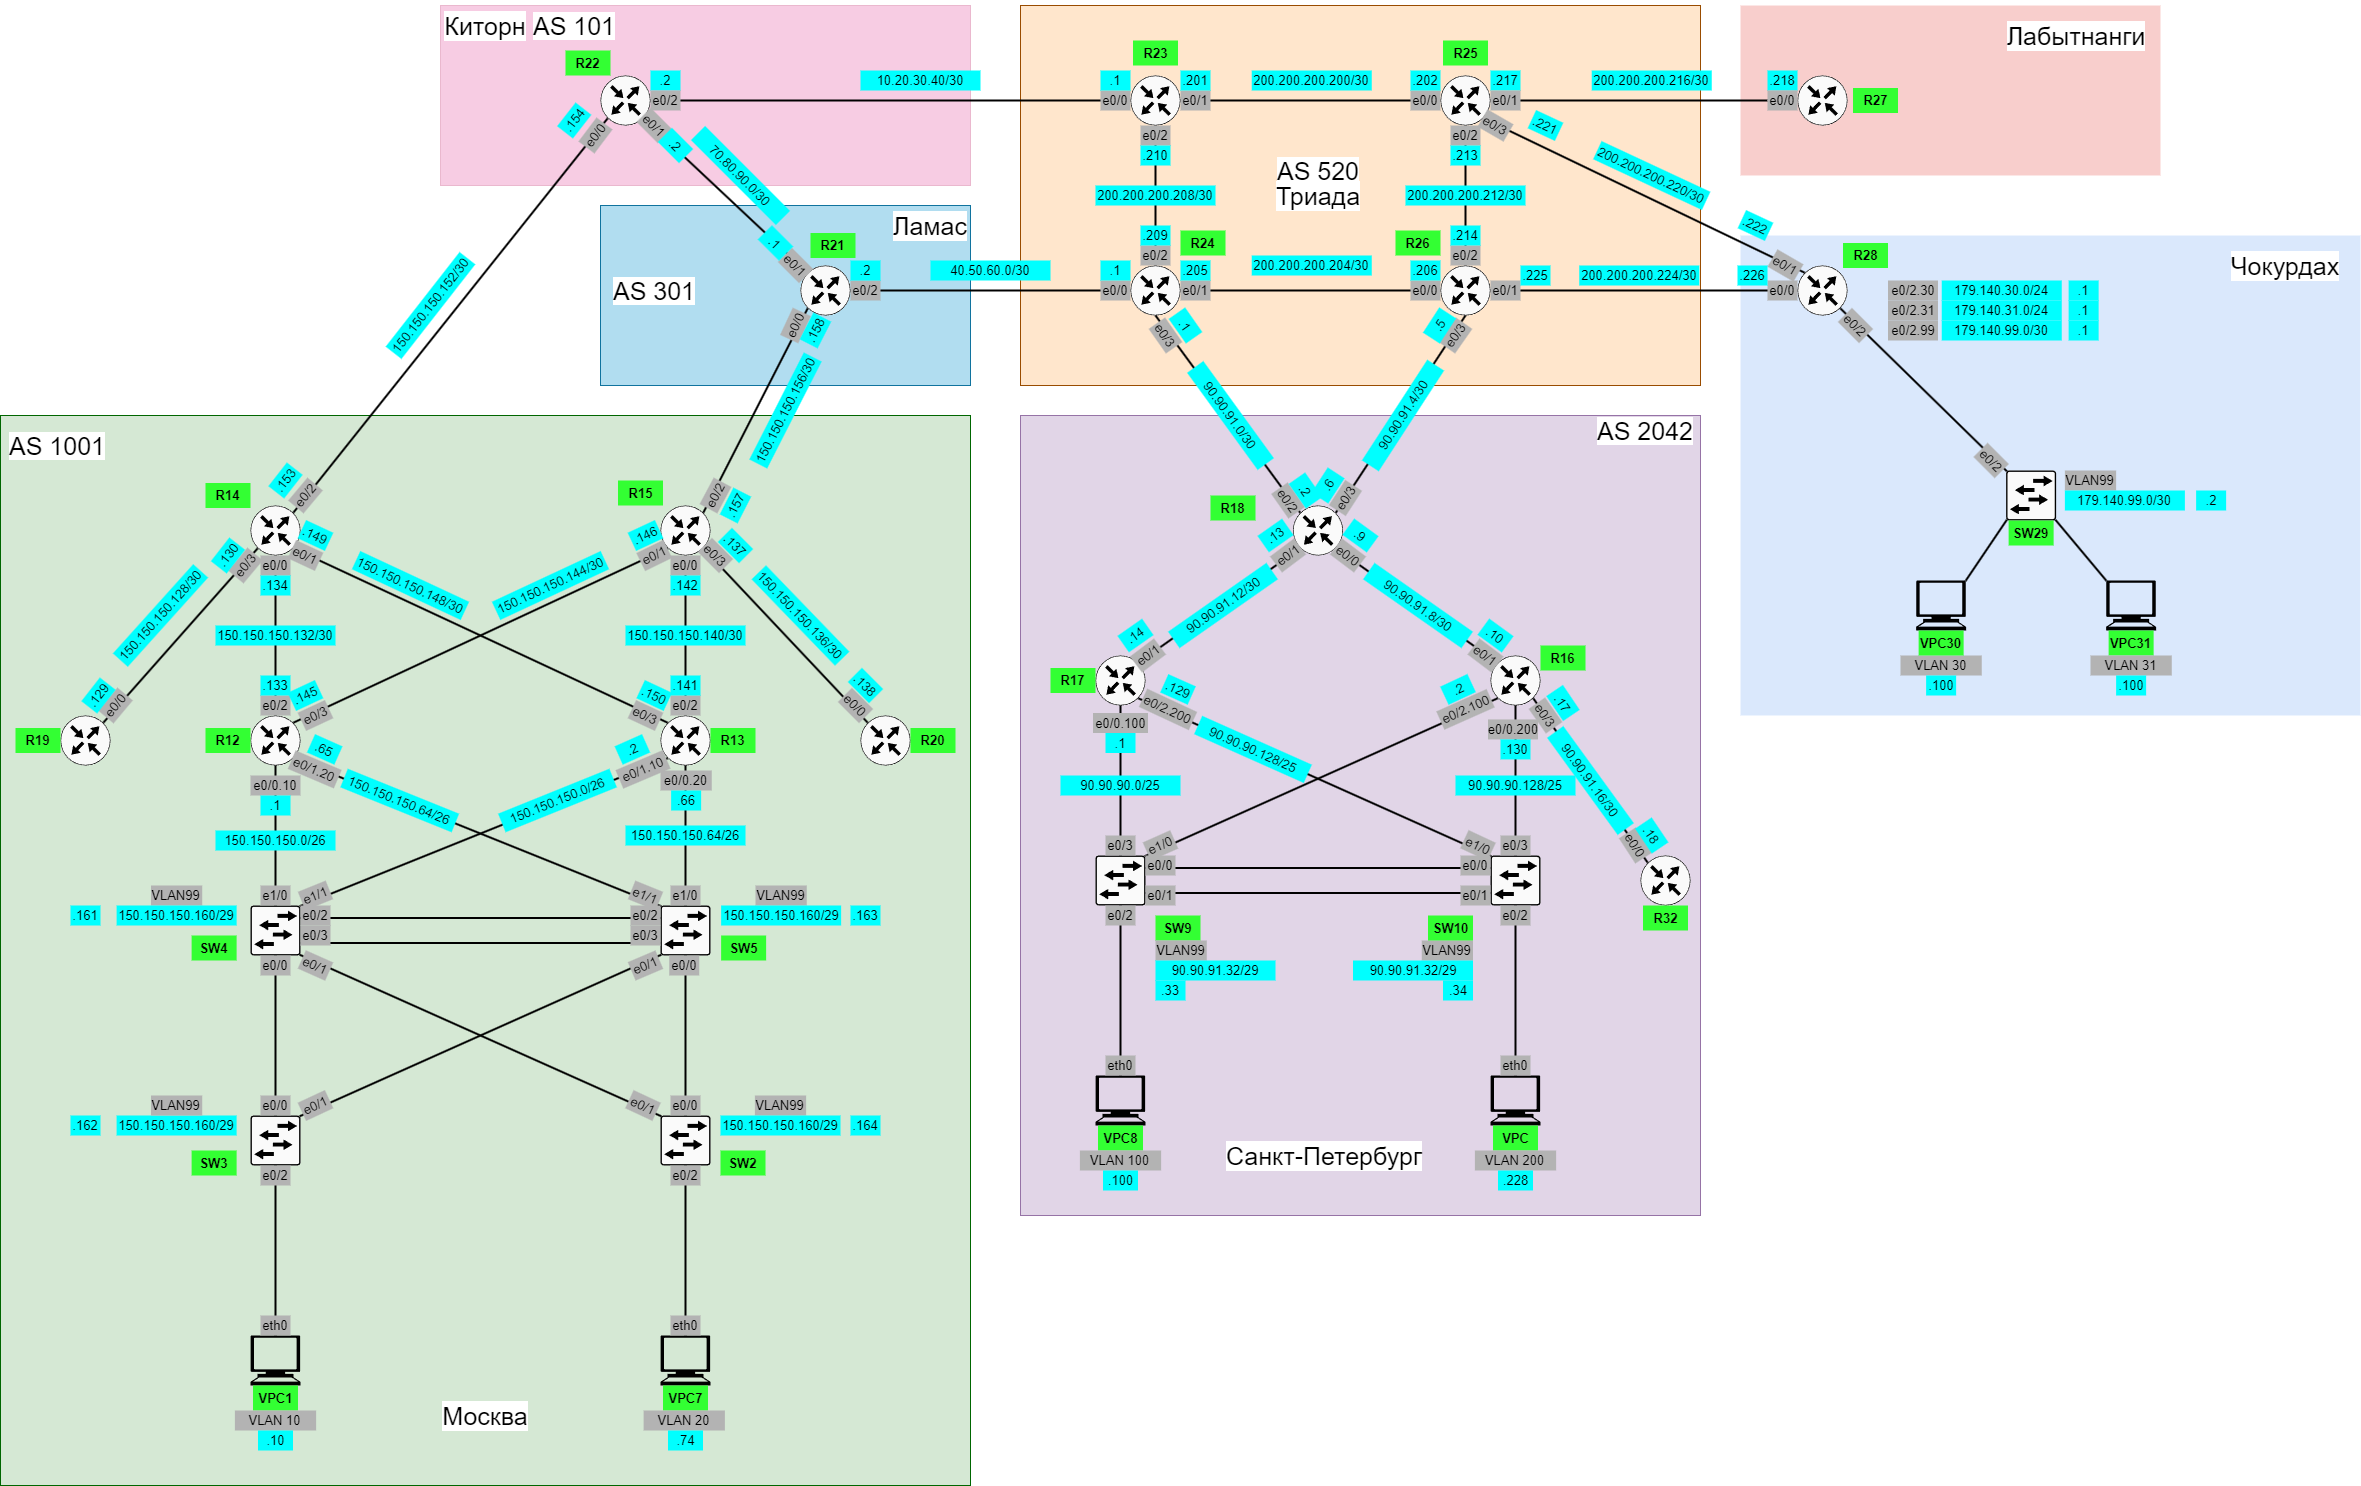 Киторн AS 101
R22
.2
e0/2
10.20.30.40/30
.154
e0/0
e0/1
.2
70.80.90.0/30
150.150.150.152/30
Ламас
AS 301
R21
.1
e0/1
.2
e0/2
40.50.60.0/30
e0/0
.158
150.150.150.156/30
AS 520
Триада
R23
.1
e0/0
.201
e0/1
200.200.200.200/30
e0/2
.210
200.200.200.208/30
R25
.202
e0/0
.217
e0/1
200.200.200.216/30
e0/2
.213
e0/3
.221
200.200.200.220/30
200.200.200.212/30
.209
e0/2
R24
.1
e0/0
.205
e0/1
200.200.200.204/30
e0/3
.1
90.90.91.0/30
R26
.214
e0/2
.206
e0/0
.225
e0/1
200.200.200.224/30
.5
e0/3
90.90.91.4/30
Лабытнанги
.218
e0/0
R27
Чокурдах
.222
e0/1
R28
.226
e0/0
e0/2
e0/2.30 179.140.30.0/24 .1
e0/2.31 179.140.31.0/24 .1
e0/2.99 179.140.99.0/30 .1
e0/2
VLAN99
179.140.99.0/30 .2
SW29
VPC30
VLAN 30
.100
VPC31
VLAN 31
.100
AS 1001
R14
.153
e0/2
.149
e0/1
.130
e0/3
e0/0
.134
150.150.150.128/30
150.150.150.148/30
150.150.150.132/30
R15
e0/2
.157
.146
e0/1
.137
e0/3
e0/0
.142
150.150.150.144/30
150.150.150.140/30
150.150.150.136/30
R19
.129
e0/0
R12
.133
e0/2
.145
e0/3
.65
e0/1.20
e0/0.10
.1
150.150.150.64/26
150.150.150.0/26
R13
.141
e0/2
.150
e0/3
.2
e0/1.10
e0/0.20
.66
150.150.150.0/26
150.150.150.64/26
.138
e0/0
R20
VLAN99
.161 150.150.150.160/29
SW4
e1/0
e1/1
e0/2
e0/3
e0/0
e0/1
VLAN99
150.150.150.160/29 .163
SW5
e1/1
e1/0
e0/2
e0/3
e0/1
e0/0
VLAN99
.162 150.150.150.160/29
SW3
e0/0
e0/1
e0/2
VLAN99
150.150.150.160/29 .164
SW2
e0/1
e0/0
e0/2
eth0
VPC1
VLAN 10
.10
eth0
VPC7
VLAN 20
.74
Москва
AS 2042
R18
e0/2
.2
.6
e0/3
.13
e0/1
.9
e0/0
90.90.91.12/30
90.90.91.8/30
R17
.14
e0/1
.129
e0/2.200
e0/0.100
.1
90.90.90.128/25
90.90.90.0/25
R16
.10
e0/1
.2
e0/2.100
e0/0.200
.130
.17
e0/3
90.90.90.128/25
90.90.91.16/30
.18
e0/0
R32
e0/3
e1/0
e0/0
e0/1
e0/2
SW9
VLAN99
90.90.91.32/29
.33
e1/0
e0/3
e0/0
e0/1
e0/2
SW10
VLAN99
90.90.91.32/29
.34
eth0
VPC8
VLAN 100
.100
eth0
VPC
VLAN 200
.228
Санкт-Петербург